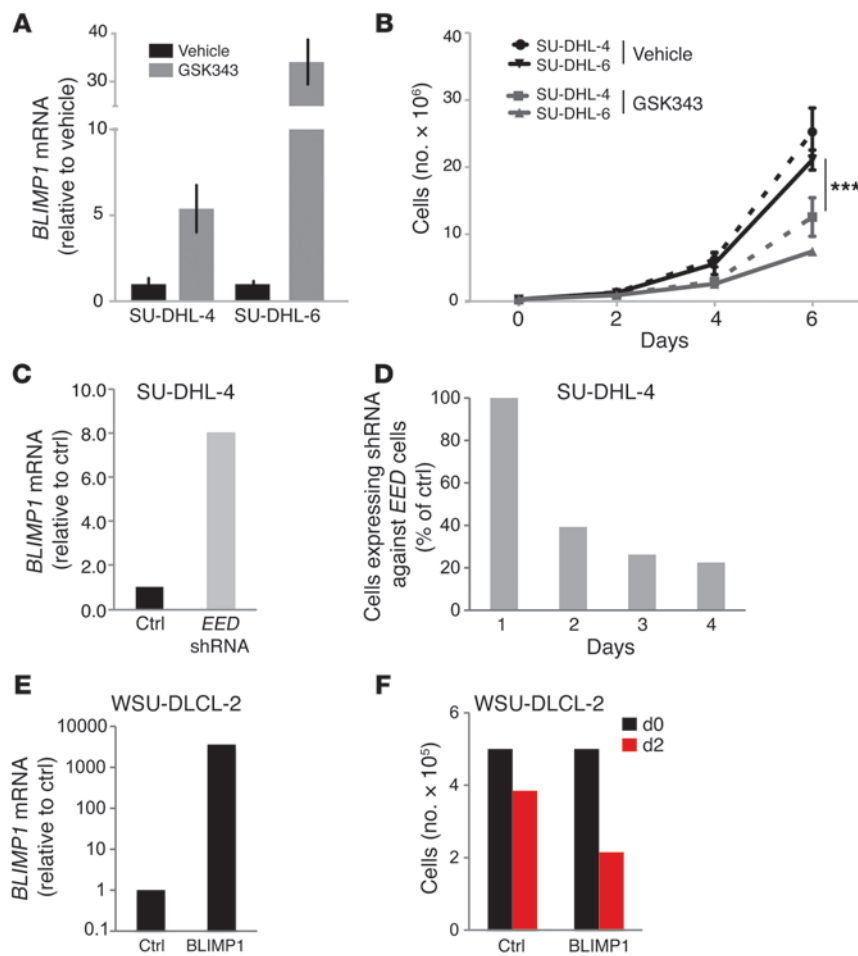 A
BLIMP1 mRNA
(relative to vehicle)
40
30
10
5
0
Vehicle
GSK343
SU-DHL-4 SU-DHL-6
B
Cells (no. × 10⁶)
40
30
20
10
0
SU-DHL-4
SU-DHL-6
Vehicle
SU-DHL-4
SU-DHL-6
GSK343
***
0 2 4 6
Days
C
SU-DHL-4
BLIMP1 mRNA
(relative to ctrl)
10.0
8.0
6.0
4.0
2.0
0.0
Ctrl EED
shRNA
D
SU-DHL-4
Cells expressing shRNA
against EED cells
(% of ctrl)
100
80
60
40
20
0
1 2 3 4
Days
E
WSU-DLCL-2
BLIMP1 mRNA
(relative to ctrl)
10000
1000
100
10
1
0.1
Ctrl BLIMP1
F
WSU-DLCL-2
Cells (no. × 10⁵)
6
4
2
0
d0
d2
Ctrl BLIMP1